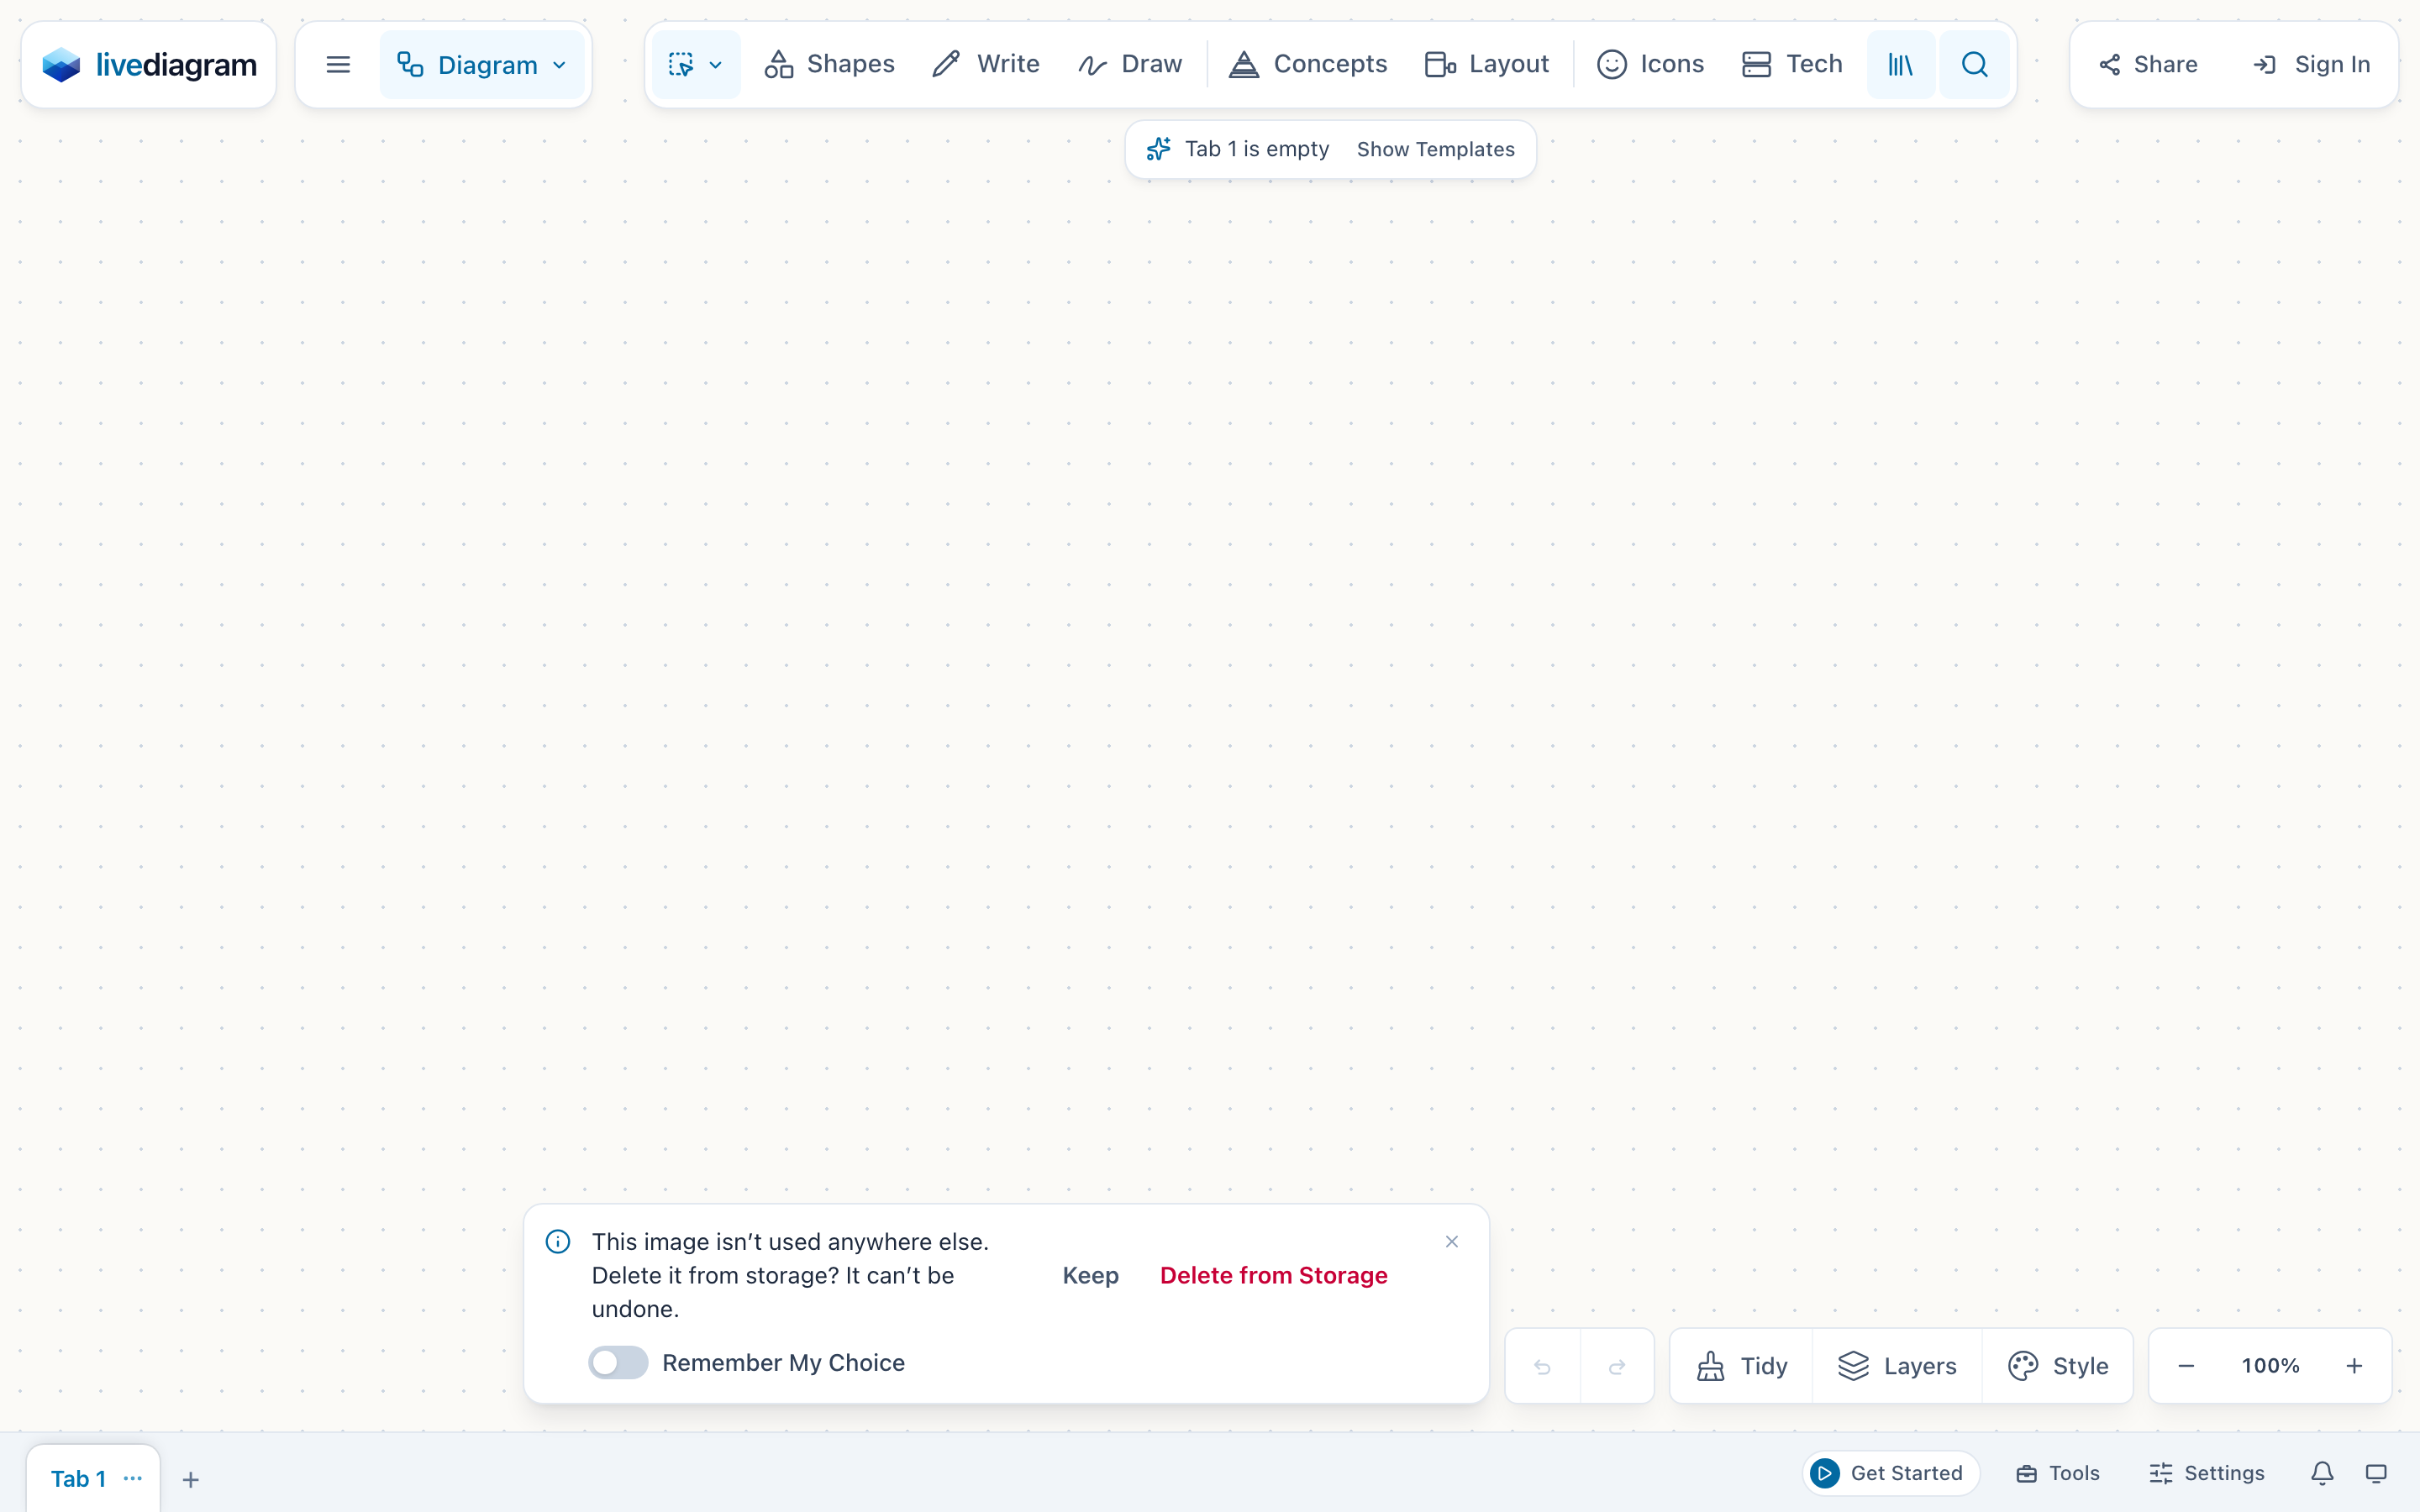 livediagram
Diagram
Shapes
Write
Draw
Concepts
Layout
Icons
Tech
Share
Sign In
Tab 1 is empty
Show Templates
This image isn’t used anywhere else.
Delete it from storage? It can’t be
undone.
Keep
Delete from Storage
Remember My Choice
Tidy
Layers
Style
100%
Tab 1
Get Started
Tools
Settings